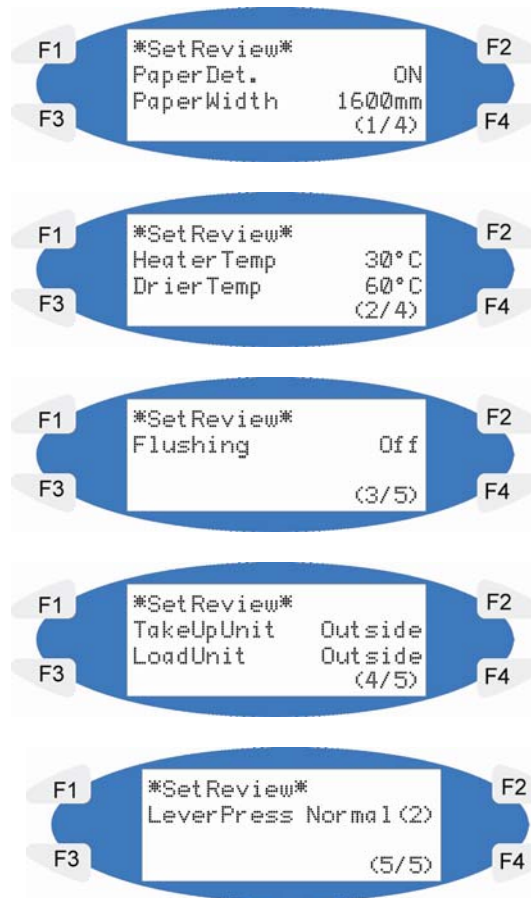 F1
F2
*SetReview*
PaperDet. ON
PaperWidth 1600mm
(1/4)
F3
F4
F1
F2
*SetReview*
HeaterTemp 30°C
DrierTemp 60°C
(2/4)
F3
F4
F1
F2
*SetReview*
Flushing Off
(3/5)
F3
F4
F1
F2
*SetReview*
TakeUpUnit Outside
LoadUnit Outside
(4/5)
F3
F4
F1
F2
*SetReview*
LeverPress Normal(2)
(5/5)
F3
F4